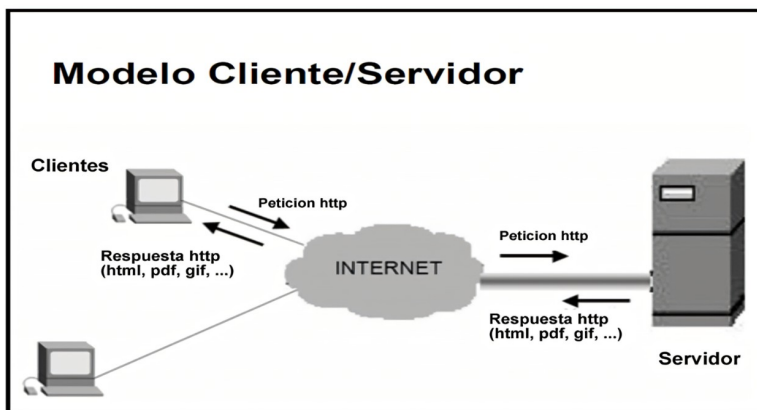 Modelo Cliente/Servidor
Clientes
Peticion http
Respuesta http
(html, pdf, gif, ...)
INTERNET
Peticion http
Respuesta http
(html, pdf, gif, ...)
Servidor